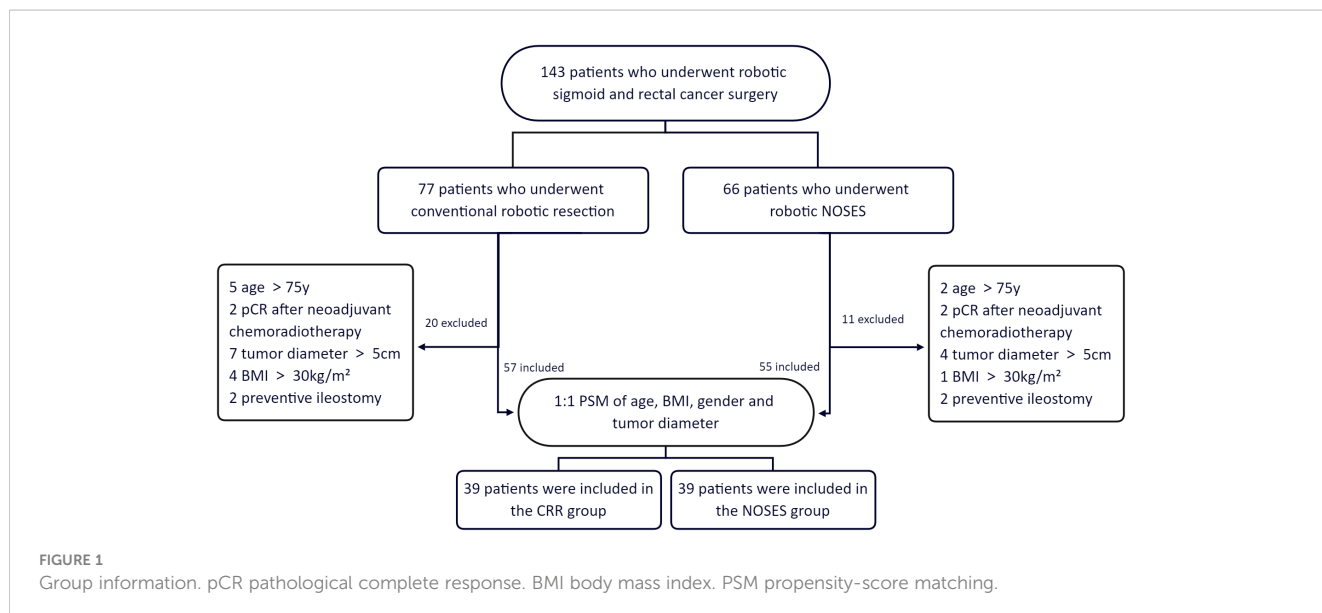 143 patients who underwent robotic
sigmoid and rectal cancer surgery
77 patients who underwent
conventional robotic resection
66 patients who underwent
robotic NOSES
5 age > 75y
2 pCR after neoadjuvant
chemoradiotherapy
7 tumor diameter > 5cm
4 BMI > 30kg/m²
2 preventive ileostomy
20 excluded
11 excluded
2 age > 75y
2 pCR after neoadjuvant
chemoradiotherapy
4 tumor diameter > 5cm
1 BMI > 30kg/m²
2 preventive ileostomy
57 included
55 included
1:1 PSM of age, BMI, gender and
tumor diameter
39 patients were included in
the CRR group
39 patients were included in
the NOSES group
FIGURE 1
Group information. pCR pathological complete response. BMI body mass index. PSM propensity-score matching.